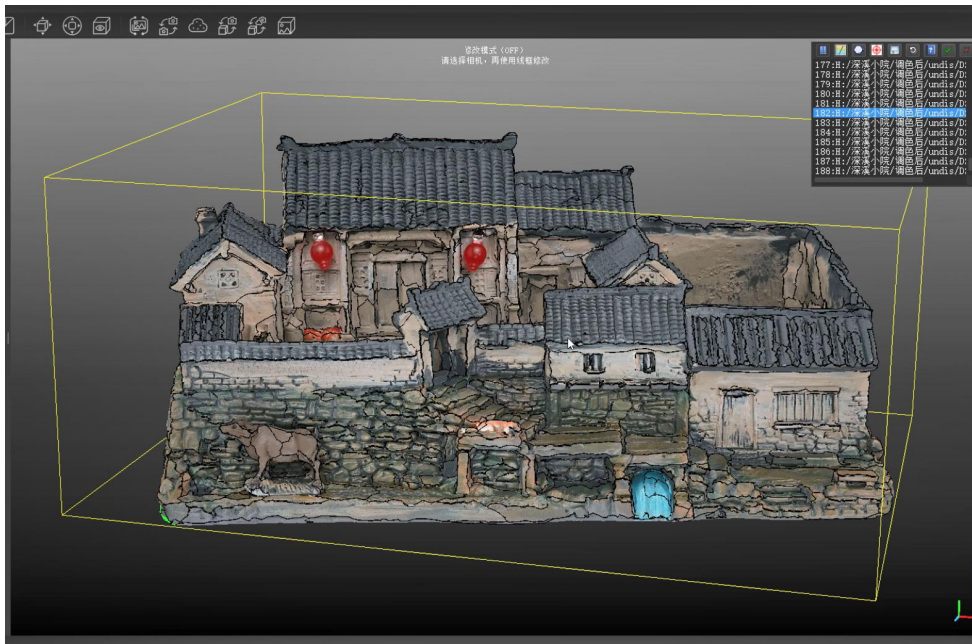 修改模式（OFF）
请选择相机，再使用线框修改
177:H:/深溪小院/调色后/undis/D
178:H:/深溪小院/调色后/undis/D
179:H:/深溪小院/调色后/undis/D
180:H:/深溪小院/调色后/undis/D
181:H:/深溪小院/调色后/undis/D
182:H:/深溪小院/调色后/undis/D
183:H:/深溪小院/调色后/undis/D
184:H:/深溪小院/调色后/undis/D
185:H:/深溪小院/调色后/undis/D
186:H:/深溪小院/调色后/undis/D
187:H:/深溪小院/调色后/undis/D
188:H:/深溪小院/调色后/undis/D